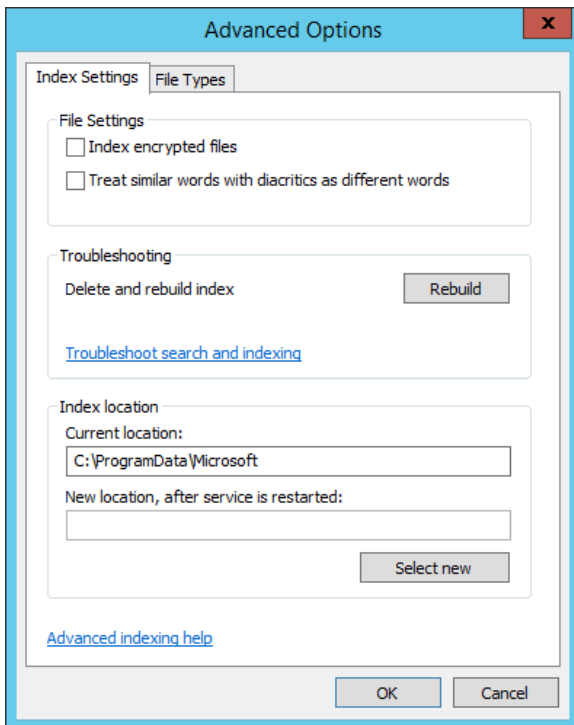 Advanced Options
x
Index Settings
File Types
File Settings
Index encrypted files
Treat similar words with diacritics as different words
Troubleshooting
Delete and rebuild index
Rebuild
Troubleshoot search and indexing
Index location
Current location:
C:\ProgramData\Microsoft
New location, after service is restarted:
Select new
Advanced indexing help
OK
Cancel